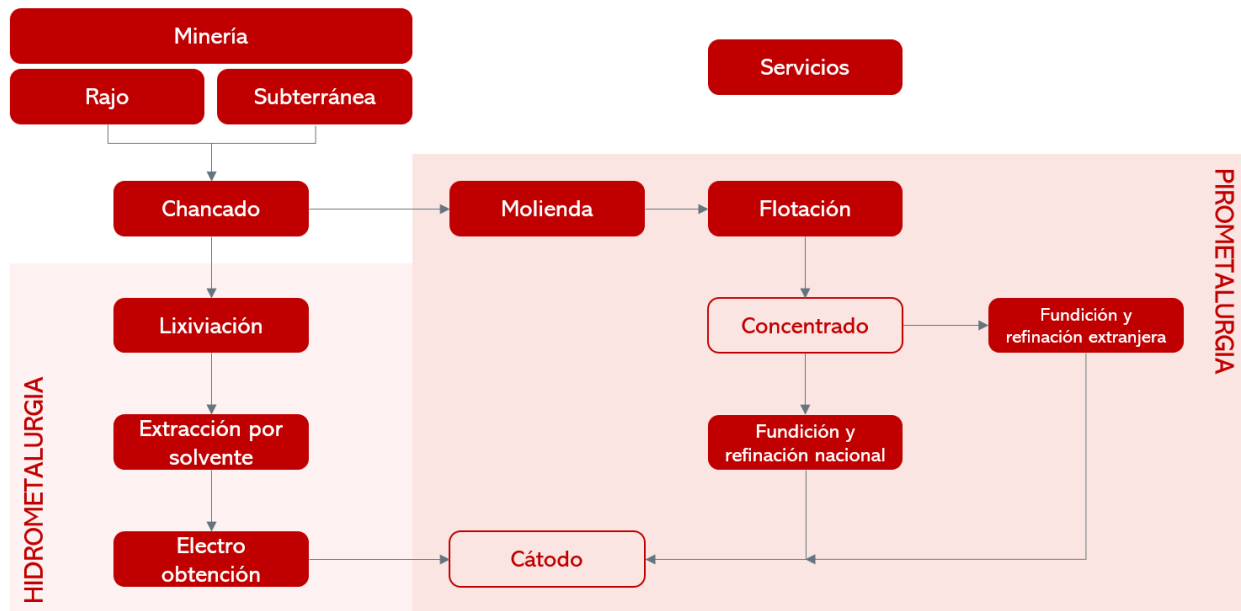 Minería
Servicios
Rajo
Subterránea
Chancado
Molienda
Flotación
PIROMETALURGIA
Lixiviación
Concentrado
Fundición y
refinación extranjera
HIDROMETALURGIA
Extracción por
solvente
Fundición y
refinación nacional
Electro
obtención
Cátodo